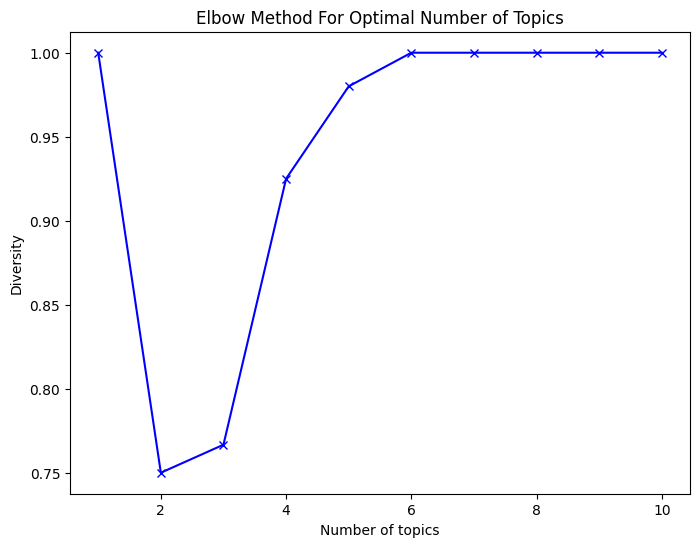 Elbow Method For Optimal Number of Topics
1.00
0.95
0.90
0.85
0.80
0.75
Diversity
2 4 6 8 10
Number of topics